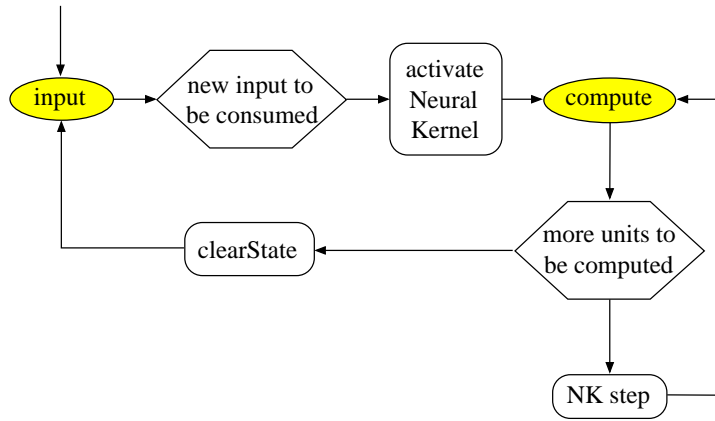 input
new input to
be consumed
activate
Neural
Kernel
compute
clearState
more units to
be computed
NK step